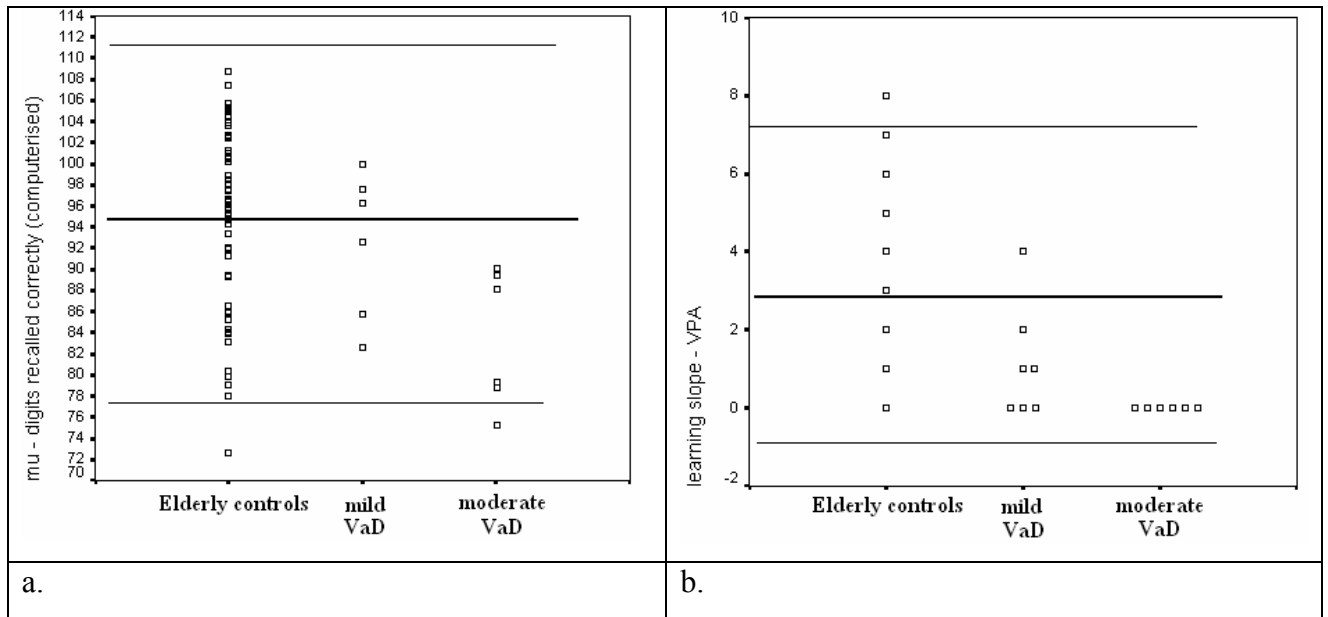 mu - digits recalled correctly (computerised)
114
112
110
108
106
104
102
100
98
96
94
92
90
88
86
84
82
80
78
76
74
72
70
Elderly controls
mild
VaD
moderate
VaD
a.
learning slope - VPA
10
8
6
4
2
0
-2
Elderly controls
mild
VaD
moderate
VaD
b.